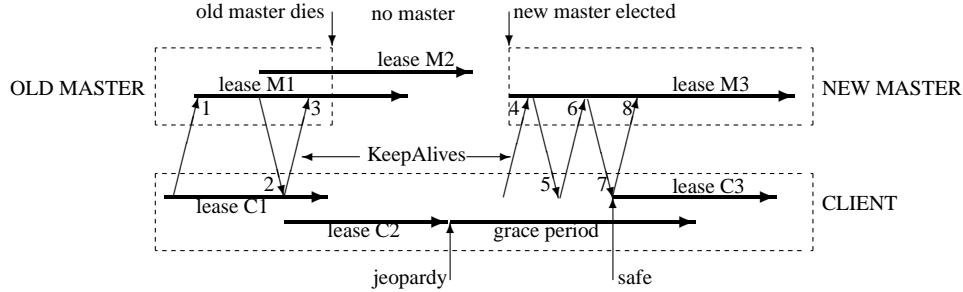 old master dies no master new master elected
lease M2
OLD MASTER lease M1 lease M3 NEW MASTER
1 3 4 6 8
KeepAlives
2 5 7
lease C1 lease C3 CLIENT
lease C2 grace period
jeopardy safe